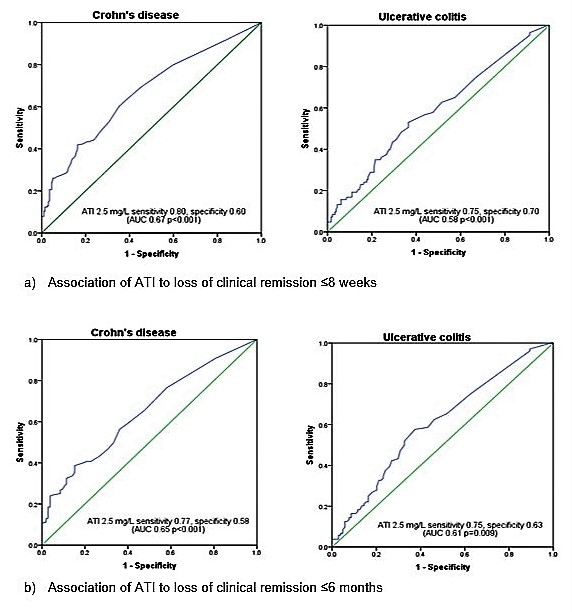 Crohn's disease
Sensitivity
1.0
0.8
0.6
0.4
0.2
0.0
0.0 0.2 0.4 0.6 0.8 1.0
1 - Specificity
ATI 2.5 mg/L sensitivity 0.80, specificity 0.60
(AUC 0.67 p<0.001)
Ulcerative colitis
Sensitivity
1.0
0.8
0.6
0.4
0.2
0.0
0.0 0.2 0.4 0.6 0.8 1.0
1 - Specificity
ATI 2.5 mg/L sensitivity 0.75, specificity 0.70
(AUC 0.58 p<0.001)
a) Association of ATI to loss of clinical remission ≤8 weeks
Crohn's disease
Sensitivity
1.0
0.8
0.6
0.4
0.2
0.0
0.0 0.2 0.4 0.6 0.8 1.0
1 - Specificity
ATI 2.5 mg/L sensitivity 0.77, specificity 0.58
(AUC 0.65 p<0.001)
Ulcerative colitis
Sensitivity
1.0
0.8
0.6
0.4
0.2
0.0
0.0 0.2 0.4 0.6 0.8 1.0
1 - Specificity
ATI 2.5 mg/L sensitivity 0.75, specificity 0.63
(AUC 0.61 p=0.009)
b) Association of ATI to loss of clinical remission ≤6 months